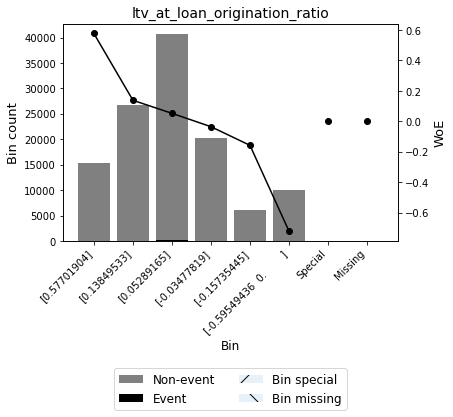 ltv_at_loan_origination_ratio
40000
35000
30000
25000
20000
15000
10000
5000
0
Bin count
0.6
0.4
0.2
0.0
−0.2
−0.4
−0.6
WoE
[0.57701904]
[0.13849533]
[0.05289165]
[-0.03477819]
[-0.15735445]
[-0.59549436 0. ]
Special
Missing
Bin
Non-event
Event
Bin special
Bin missing